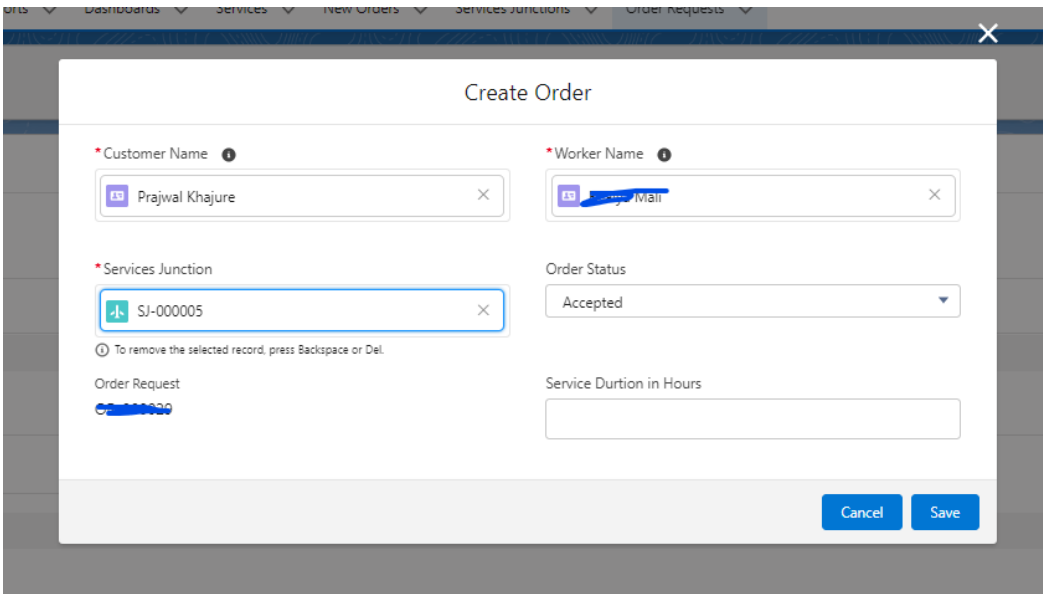 Dashboards Services New Orders Services Junctions Order Requests
Create Order
*Customer Name *Worker Name
Prajwal Khajure Mali
*Services Junction Order Status
SJ-000005 Accepted
To remove the selected record, press Backspace or Del.
Order Request Service Durtion in Hours
Cancel Save